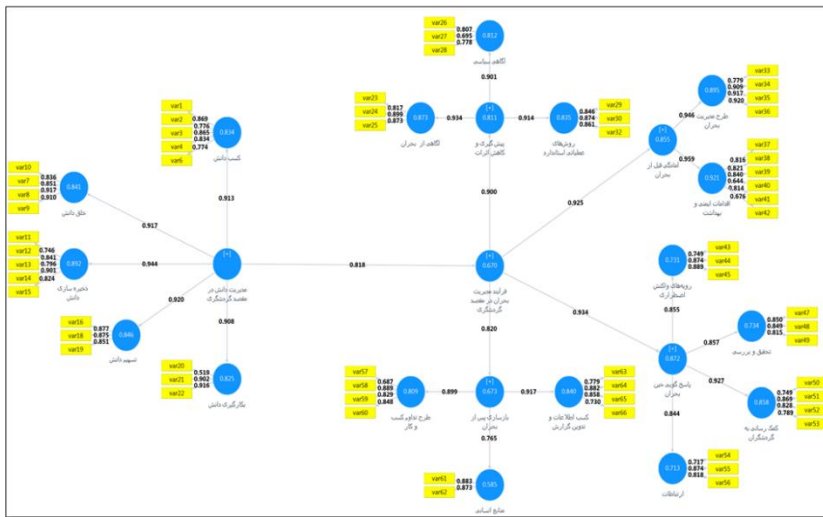 var26
var27
var28
0.807
0.695
0.778
0.812
آگاهی سیاسی
0.901
var23
var24
var25
0.817
0.898
0.873
0.873
آگاهی از بحران
0.934
[+]
0.811
پیش گیری و
کاهش اثرات
0.914
0.835
روش‌های
عملیاتی استاندارد
0.846
0.874
0.861
var29
var30
var32
0.900
var33
var34
var35
var36
0.779
0.909
0.917
0.920
0.895
طرح مدیریت
بحران
0.946
[+]
0.855
آمادگی قبل از
بحران
0.959
0.921
اقدامات ایمنی و
بهداشت
var37
var38
var39
var40
var41
var42
0.816
0.821
0.840
0.644
0.814
0.676
0.925
var1
var2
var3
var4
var6
0.869
0.776
0.865
0.834
0.774
0.834
کسب دانش
0.913
var10
var7
var8
var9
0.836
0.851
0.917
0.910
0.841
خلق دانش
0.917
var11
var12
var13
var14
var15
0.746
0.841
0.796
0.901
0.824
0.892
ذخیره سازی
دانش
0.944
[+]
مدیریت دانش در
مقصد گردشگری
0.818
[+]
0.670
فرآیند مدیریت
بحران در مقصد
گردشگری
var16
var18
var19
0.877
0.875
0.851
0.846
تسهیم دانش
0.920
0.908
var20
var21
var22
0.519
0.902
0.916
0.825
بکارگیری دانش
0.934
0.731
رویه‌های واکنش
اضطراری
0.749
0.874
0.889
var43
var44
var45
0.855
0.734
تحقیق و بررسی
0.850
0.849
0.815
var47
var48
var49
0.857
[+]
0.872
پاسخ گویی حین
بحران
0.927
0.858
کمک رسانی به
گردشگران
0.749
0.869
0.828
0.789
var50
var51
var52
var53
0.844
0.713
ارتباطات
0.717
0.874
0.818
var54
var55
var56
0.820
var57
var58
var59
var60
0.687
0.889
0.829
0.848
0.809
طرح تداوم کسب
و کار
0.899
[+]
0.673
بازسازی پس از
بحران
0.917
0.840
کسب اطلاعات و
تدوین گزارش
0.779
0.882
0.858
0.730
var63
var64
var65
var66
0.765
var61
var62
0.883
0.873
0.585
منابع انسانی